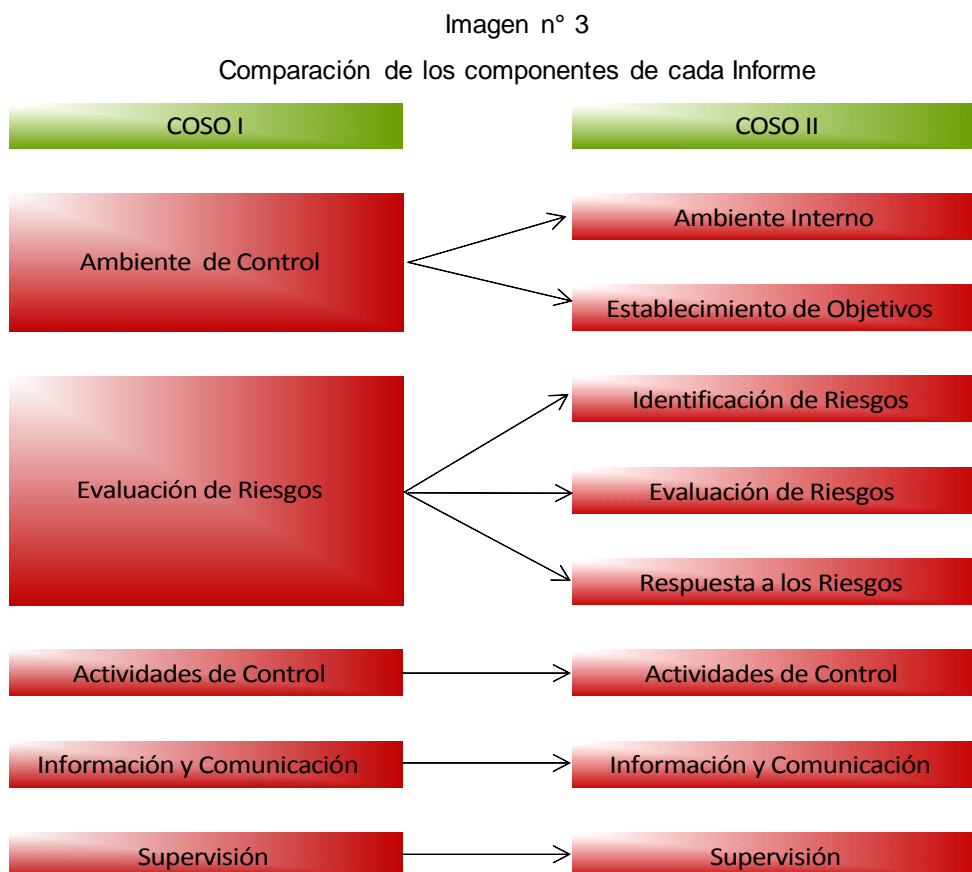 Imagen n° 3
Comparación de los componentes de cada Informe
COSO I
COSO II
Ambiente de Control
Ambiente Interno
Establecimiento de Objetivos
Evaluación de Riesgos
Identificación de Riesgos
Evaluación de Riesgos
Respuesta a los Riesgos
Actividades de Control
Actividades de Control
Información y Comunicación
Información y Comunicación
Supervisión
Supervisión